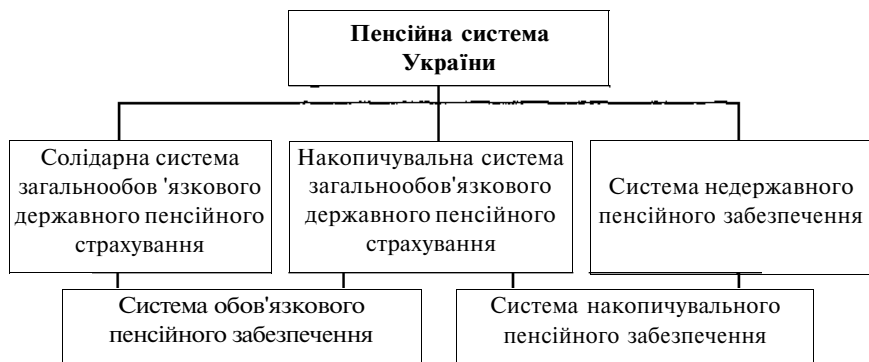 Пенсійна система
України
Солідарна система
загальнообов 'язкового
державного пенсійного
страхування
Накопичувальна система
загальнообов'язкового
державного пенсійного
страхування
Система недержавного
пенсійного забезпечення
Система обов'язкового
пенсійного забезпечення
Система накопичувального
пенсійного забезпечення